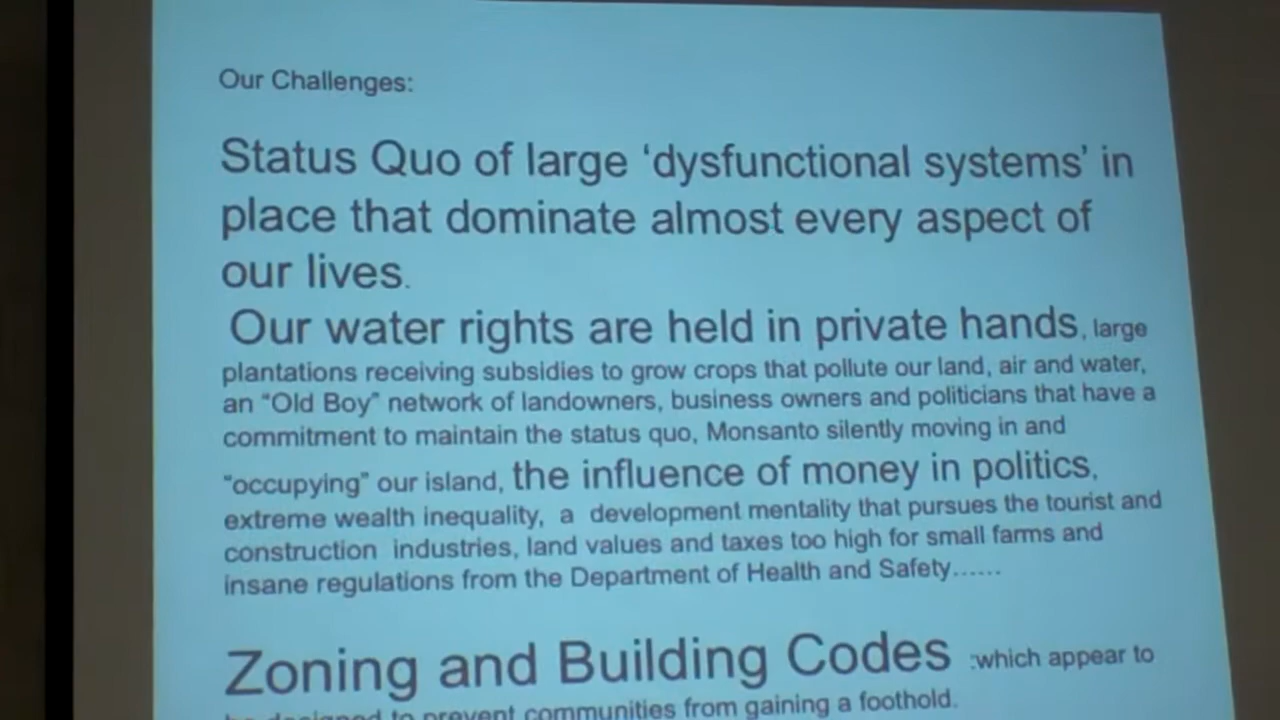 Our Challenges:
Status Quo of large ‘dysfunctional systems’ in
place that dominate almost every aspect of
our lives.
Our water rights are held in private hands, large
plantations receiving subsidies to grow crops that pollute our land, air and water,
an “Old Boy” network of landowners, business owners and politicians that have a
commitment to maintain the status quo, Monsanto silently moving in and
“occupying” our island, the influence of money in politics,
extreme wealth inequality, a development mentality that pursues the tourist and
construction industries, land values and taxes too high for small farms and
insane regulations from the Department of Health and Safety……
Zoning and Building Codes :which appear to
be designed to prevent communities from gaining a foothold.